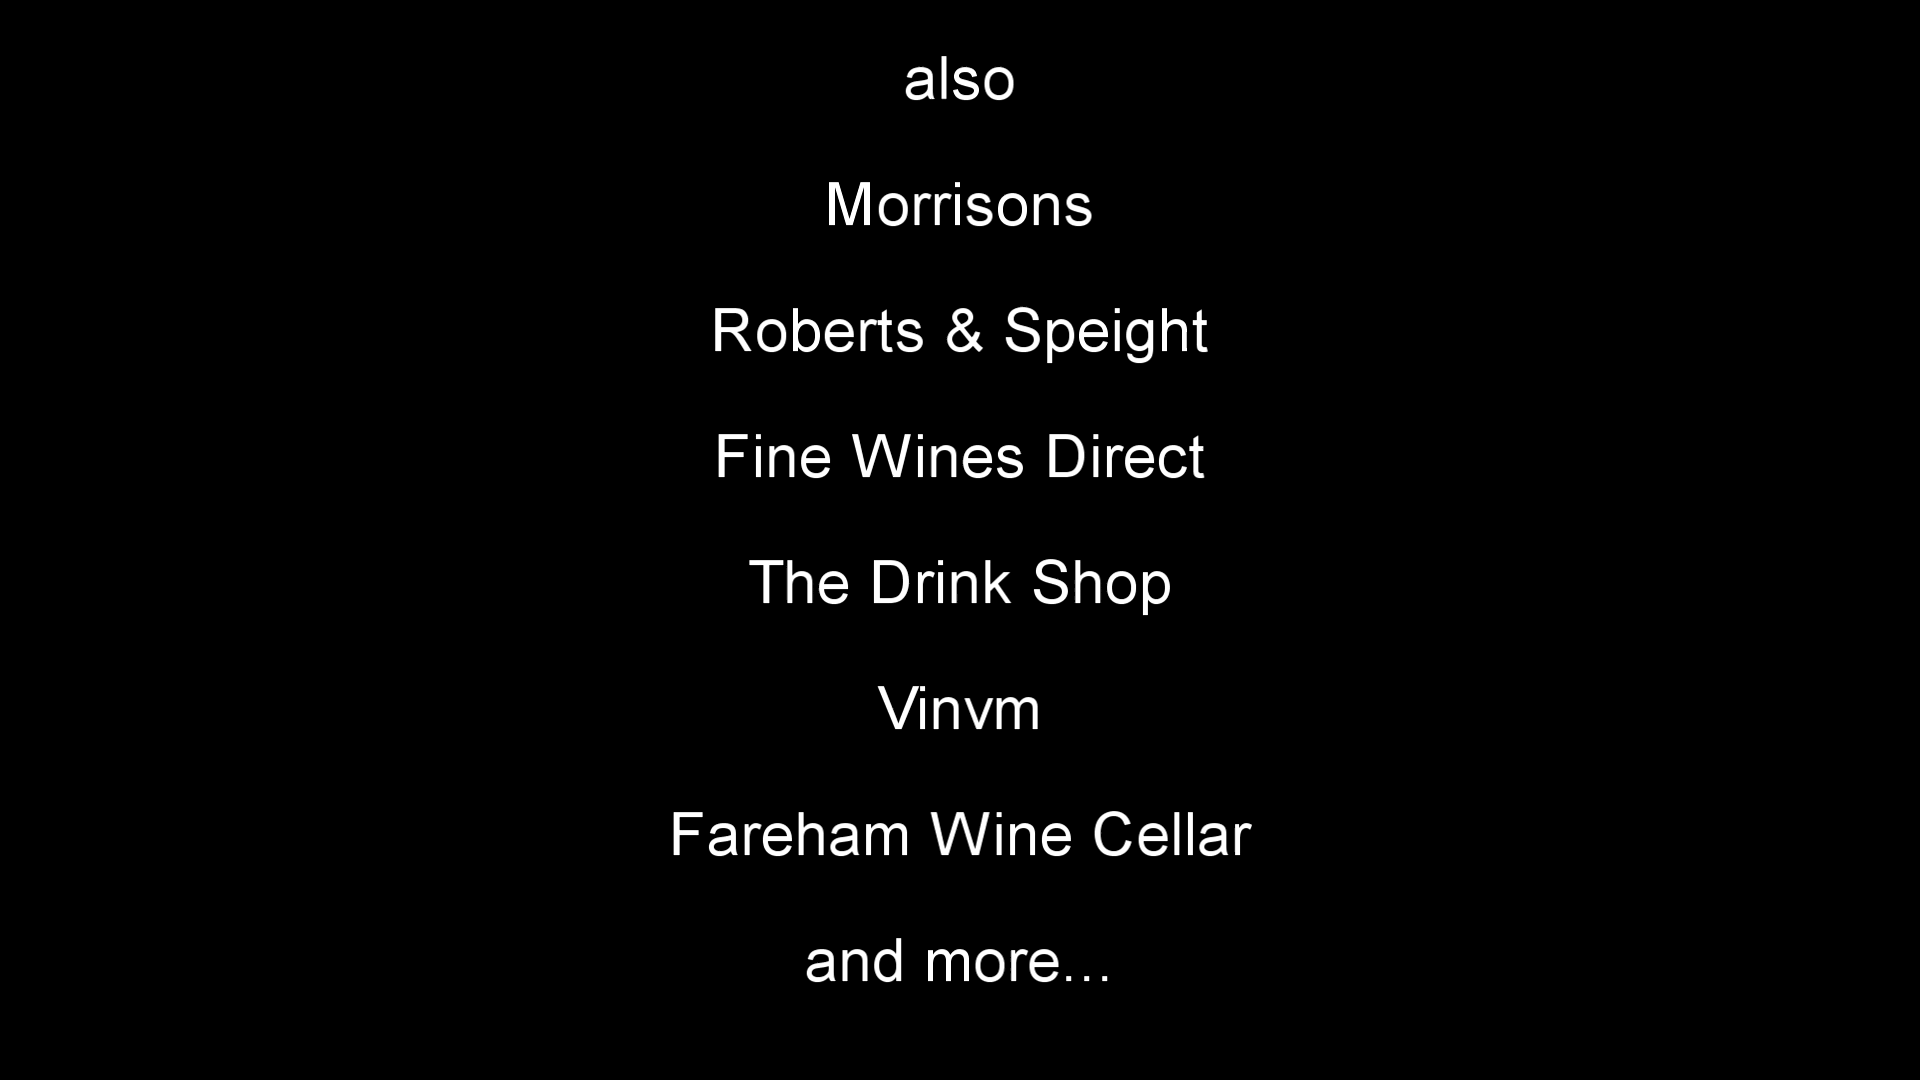 also
Morrisons
Roberts & Speight
Fine Wines Direct
The Drink Shop
Vinvm
Fareham Wine Cellar
and more...